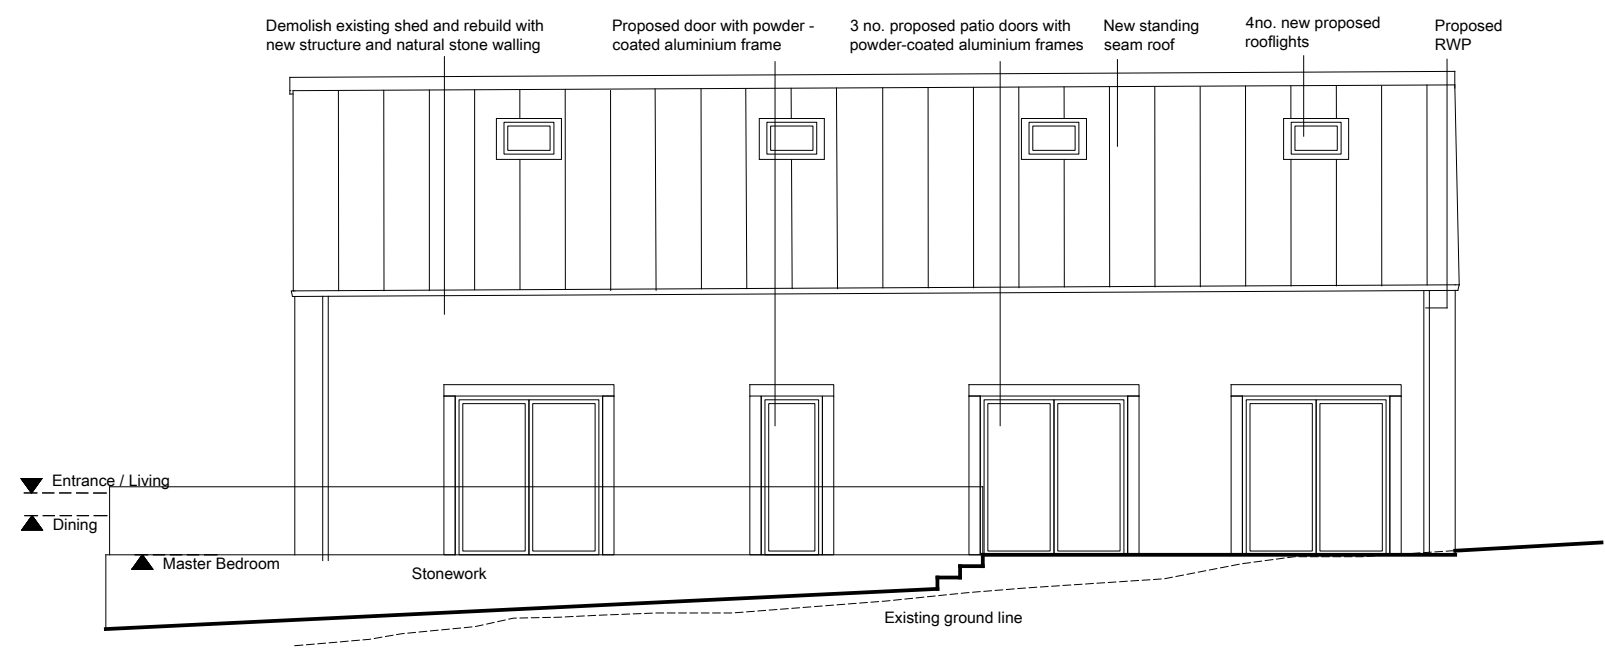 Demolish existing shed and rebuild with
new structure and natural stone walling
Proposed door with powder -
coated aluminium frame
3 no. proposed patio doors with
powder-coated aluminium frames
New standing
seam roof
4no. new proposed
rooflights
Proposed
RWP
Entrance / Living
Dining
Master Bedroom
Stonework
Existing ground line